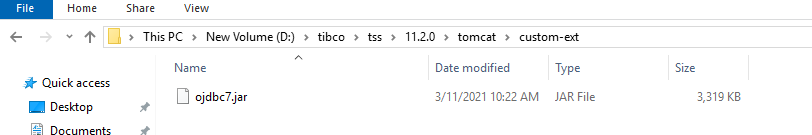 File Home Share View
This PC New Volume (D:) tibco tss 11.2.0 tomcat custom-ext
Quick access
Desktop
Documents
Name Date modified Type Size
ojdbc7.jar 3/11/2021 10:22 AM JAR File 3,319 KB